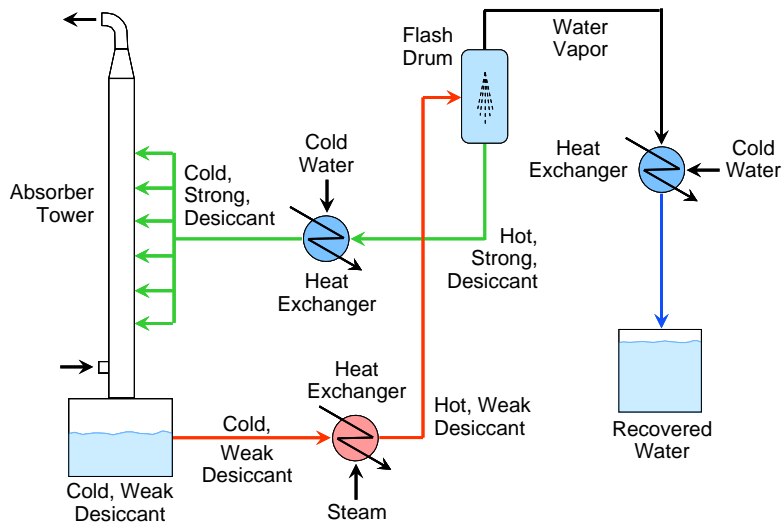 Flash
Drum
Water
Vapor
Cold
Water
Heat
Exchanger
Cold
Water
Absorber
Tower
Cold,
Strong,
Desiccant
Hot,
Strong,
Desiccant
Heat
Exchanger
Heat
Exchanger
Hot, Weak
Desiccant
Cold,
Weak
Desiccant
Recovered
Water
Cold, Weak
Desiccant
Steam